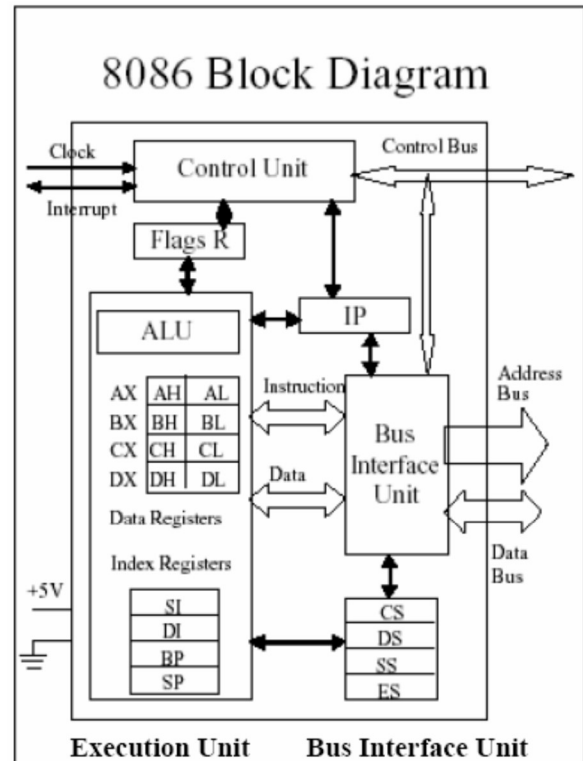 8086 Block Diagram
Clock
Control Unit
Control Bus
Interrupt
Flags R
ALU
IP
Address
Bus
AX AH AL
BX BH BL
CX CH CL
DX DH DL
Instruction
Data
Bus
Interface
Unit
Data Registers
Data
Bus
Index Registers
+5V
SI
DI
BP
SP
CS
DS
SS
ES
Execution Unit
Bus Interface Unit